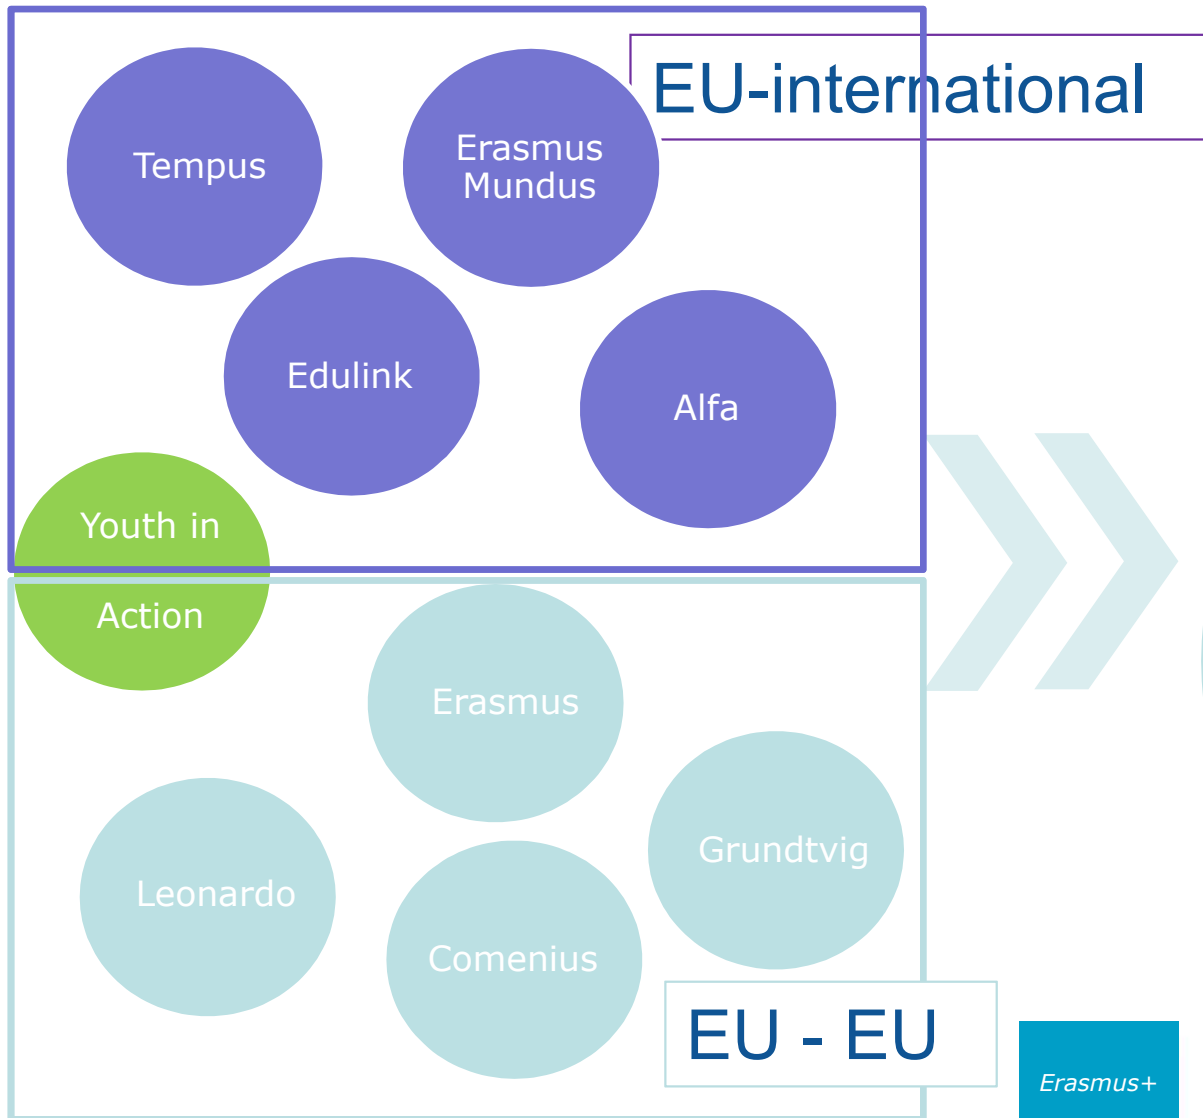 EU-international
Tempus
Erasmus
Mundus
Edulink
Alfa
Youth in
Action
Erasmus
Grundtvig
Leonardo
Comenius
EU - EU
Erasmus+